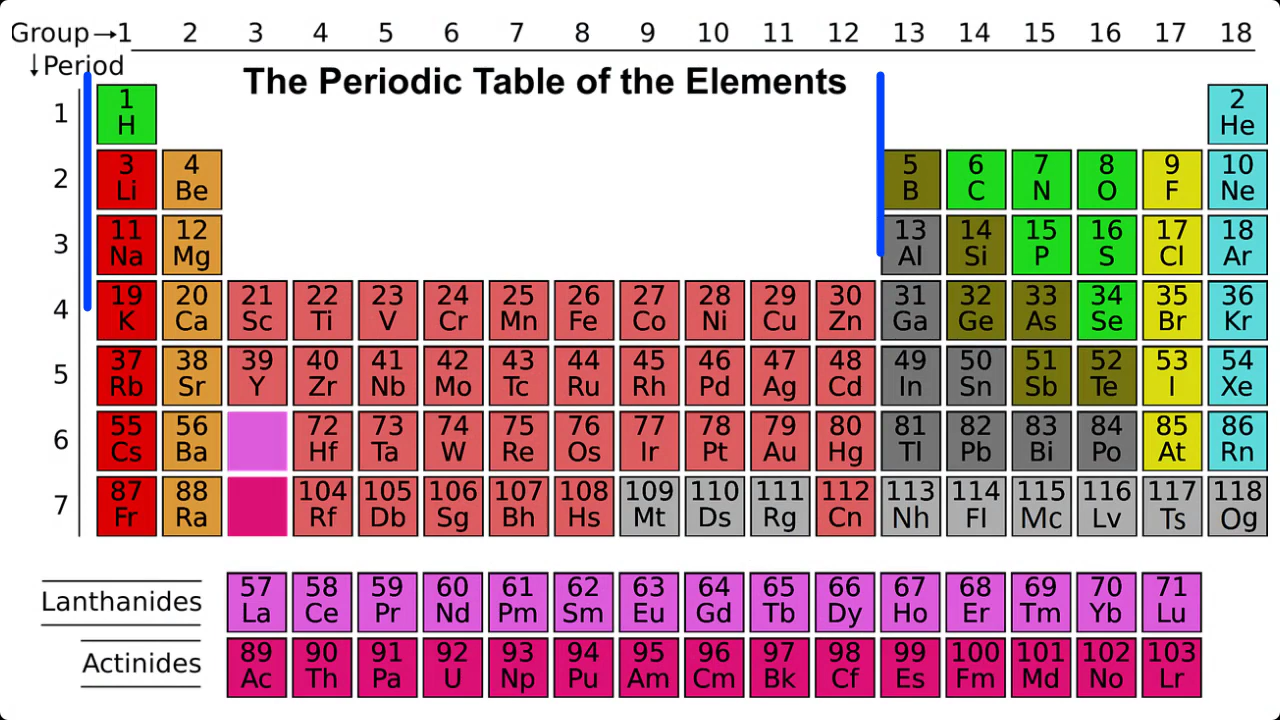 Group→1 2 3 4 5 6 7 8 9 10 11 12 13 14 15 16 17 18
↓Period
The Periodic Table of the Elements
1 1 2
H He
2 3 4 5 6 7 8 9 10
Li Be B C N O F Ne
3 11 12 13 14 15 16 17 18
Na Mg Al Si P S Cl Ar
4 19 20 21 22 23 24 25 26 27 28 29 30 31 32 33 34 35 36
K Ca Sc Ti V Cr Mn Fe Co Ni Cu Zn Ga Ge As Se Br Kr
5 37 38 39 40 41 42 43 44 45 46 47 48 49 50 51 52 53 54
Rb Sr Y Zr Nb Mo Tc Ru Rh Pd Ag Cd In Sn Sb Te I Xe
6 55 56 72 73 74 75 76 77 78 79 80 81 82 83 84 85 86
Cs Ba Hf Ta W Re Os Ir Pt Au Hg Tl Pb Bi Po At Rn
7 87 88 104 105 106 107 108 109 110 111 112 113 114 115 116 117 118
Fr Ra Rf Db Sg Bh Hs Mt Ds Rg Cn Nh Fl Mc Lv Ts Og
57 58 59 60 61 62 63 64 65 66 67 68 69 70 71
Lanthanides La Ce Pr Nd Pm Sm Eu Gd Tb Dy Ho Er Tm Yb Lu
89 90 91 92 93 94 95 96 97 98 99 100 101 102 103
Actinides Ac Th Pa U Np Pu Am Cm Bk Cf Es Fm Md No Lr